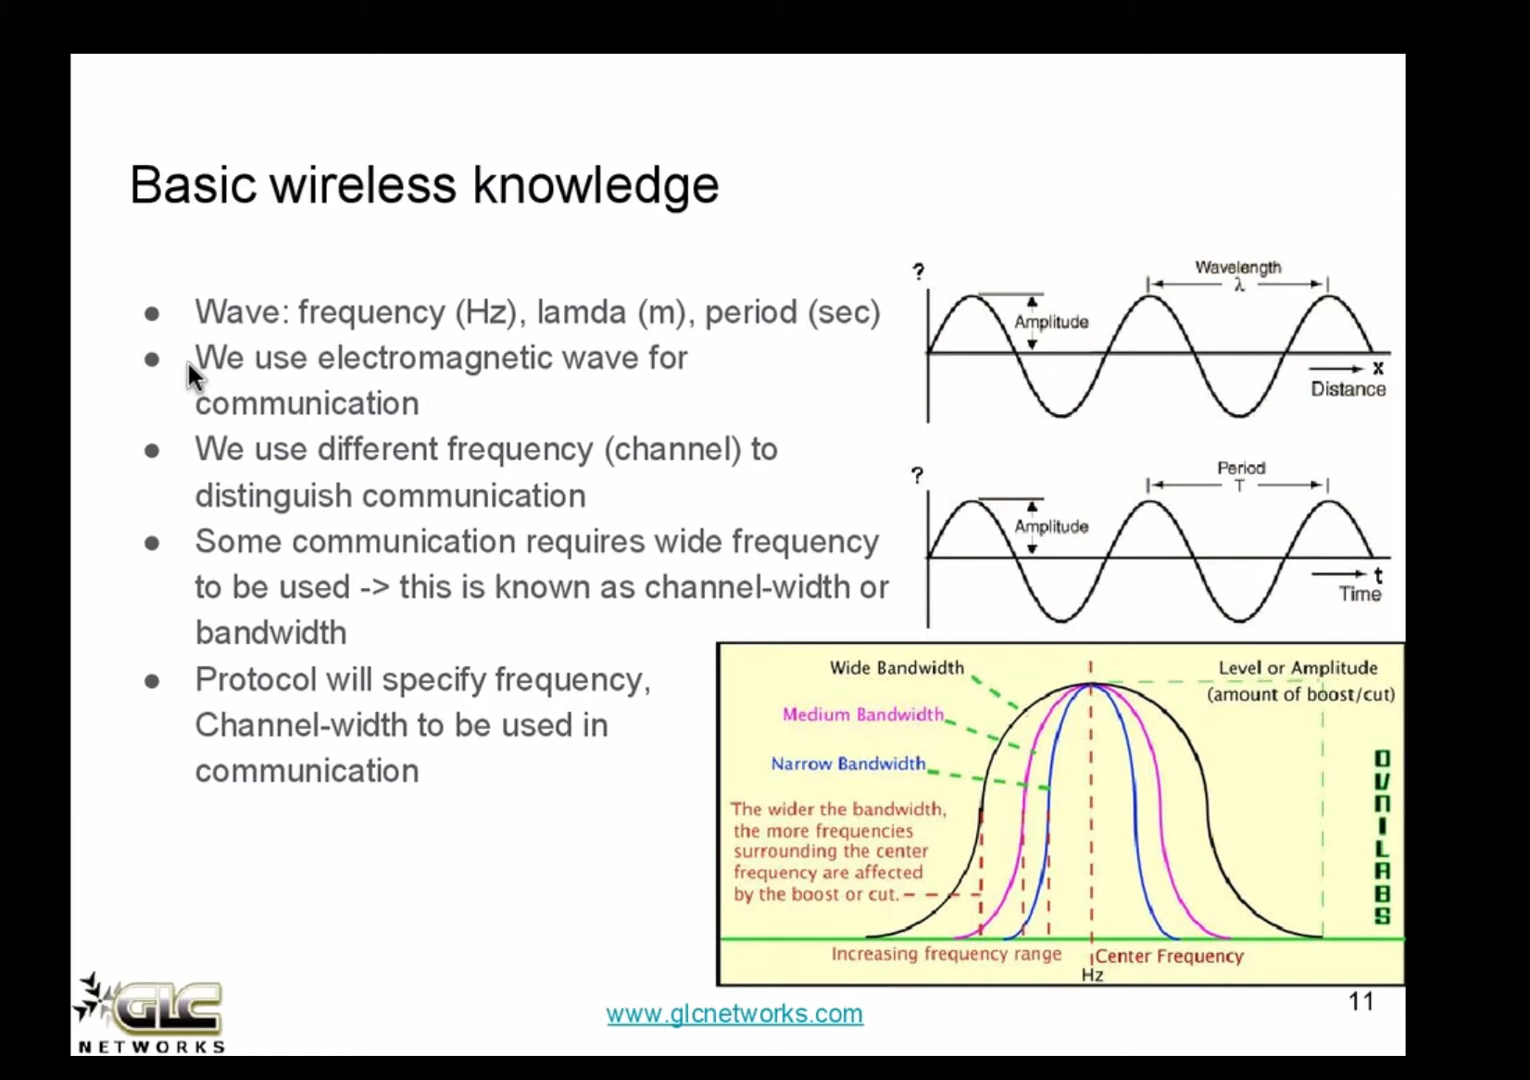 Basic wireless knowledge
● Wave: frequency (Hz), lamda (m), period (sec)
● We use electromagnetic wave for
communication
● We use different frequency (channel) to
distinguish communication
● Some communication requires wide frequency
to be used -> this is known as channel-width or
bandwidth
● Protocol will specify frequency,
Channel-width to be used in
communication
?
Wavelength
λ
Amplitude
x
Distance
?
Period
T
Amplitude
t
Time
Wide Bandwidth
Medium Bandwidth
Narrow Bandwidth
Level or Amplitude
(amount of boost/cut)
The wider the bandwidth,
the more frequencies
surrounding the center
frequency are affected
by the boost or cut.
OVNILABS
Increasing frequency range
Center Frequency
Hz
GLC
NETWORKS
www.glcnetworks.com
11